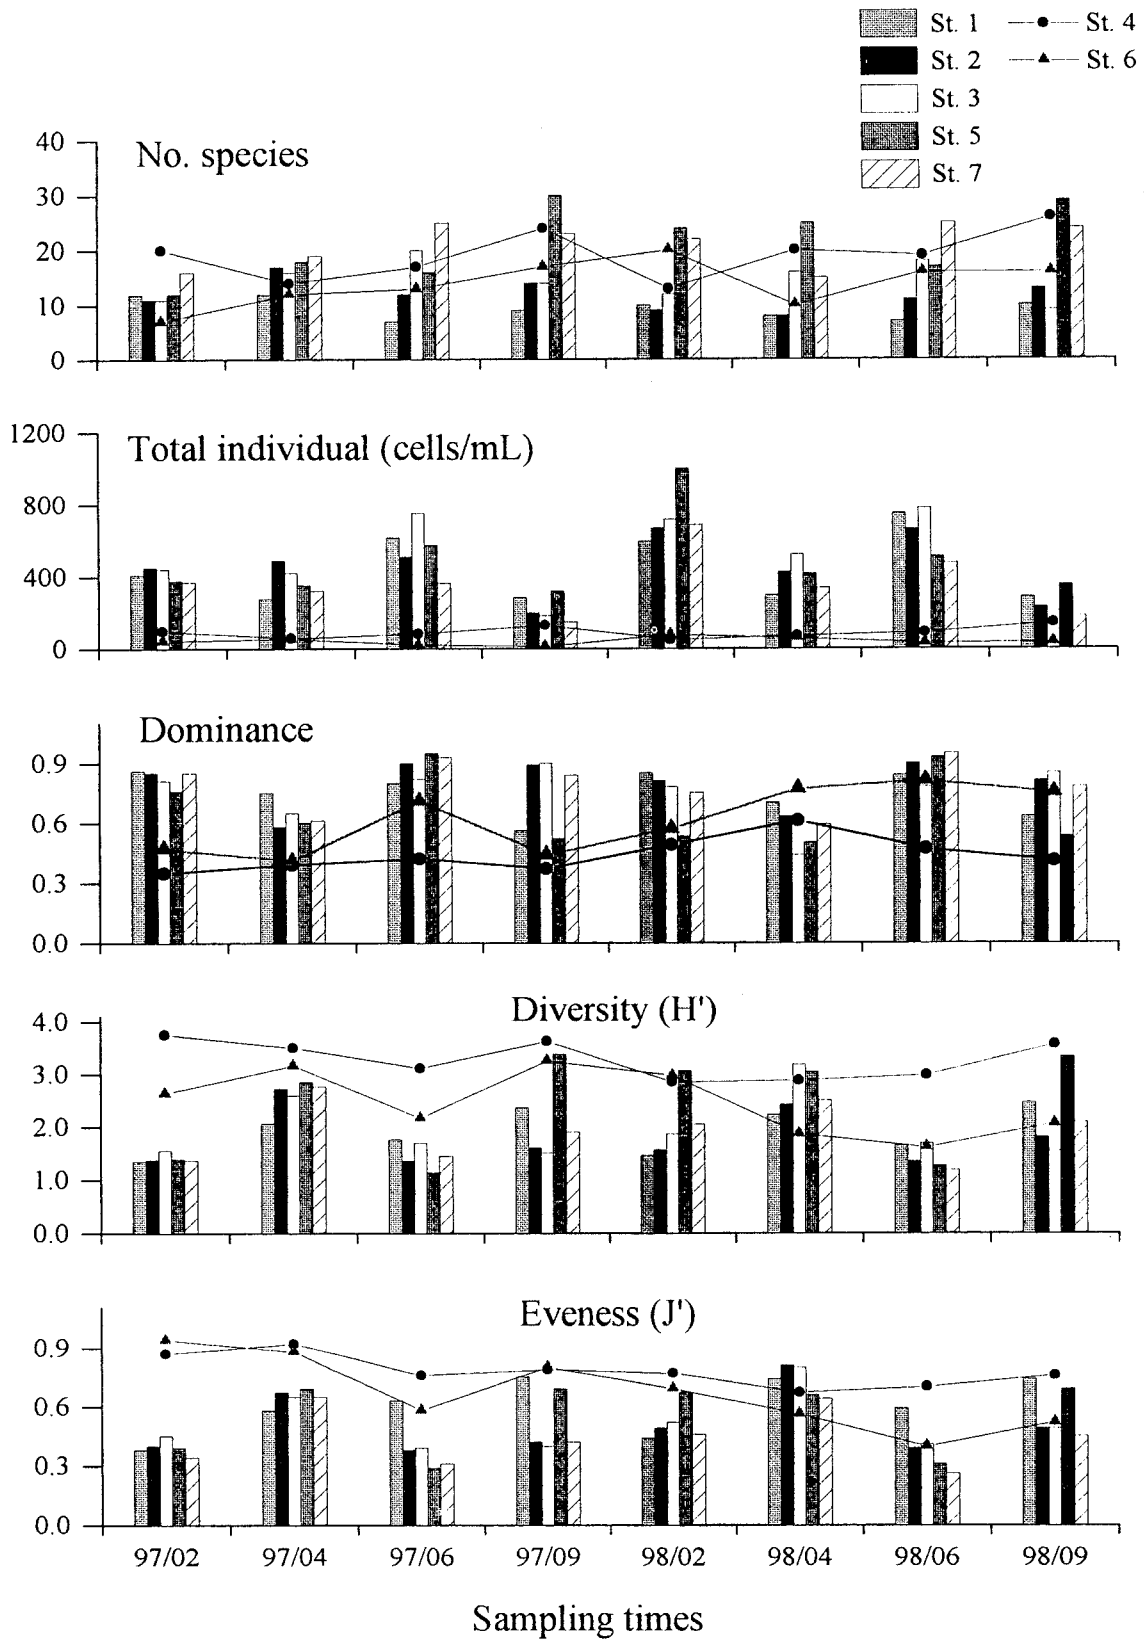 St. 1 St. 4
St. 2 St. 6
St. 3
St. 5
St. 7
No. species
40
30
20
10
0
Total individual (cells/mL)
1200
800
400
0
Dominance
0.9
0.6
0.3
0.0
Diversity (H')
4.0
3.0
2.0
1.0
0.0
Eveness (J')
0.9
0.6
0.3
0.0
97/02 97/04 97/06 97/09 98/02 98/04 98/06 98/09
Sampling times